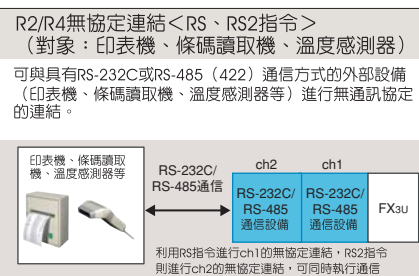 R2/R4無協定連結＜RS、RS2指令＞
（對象：印表機、條碼讀取機、溫度感測器）
可與具有RS-232C或RS-485（422）通信方式的外部設備
（印表機、條碼讀取機、溫度感測器等）進行無通訊協定
的連結。
印表機、條碼讀取
機、溫度感測器等
RS-232C/
RS-485通信
ch2
ch1
RS-232C/
RS-485
通信設備
RS-232C/
RS-485
通信設備
FX3U
利用RS指令進行ch1的無協定連結，RS2指令
則進行ch2的無協定連結，可同時執行通信